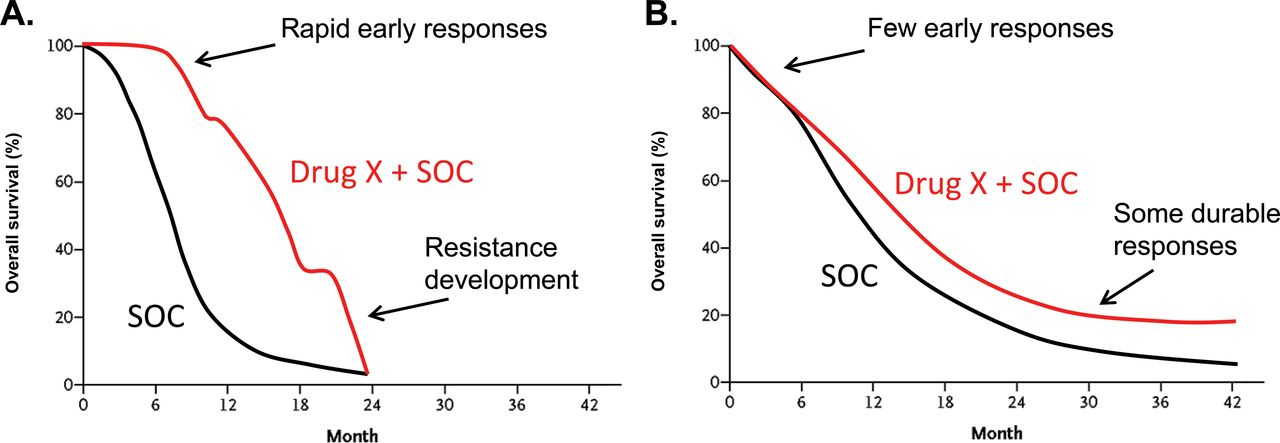 A.
Rapid early responses
100
80
60
40
20
0
Overall survival (%)
Drug X + SOC
Resistance
development
SOC
0 6 12 18 24 30 36 42
Month
B.
Few early responses
100
80
60
40
20
0
Overall survival (%)
Drug X + SOC
Some durable
responses
SOC
0 6 12 18 24 30 36 42
Month